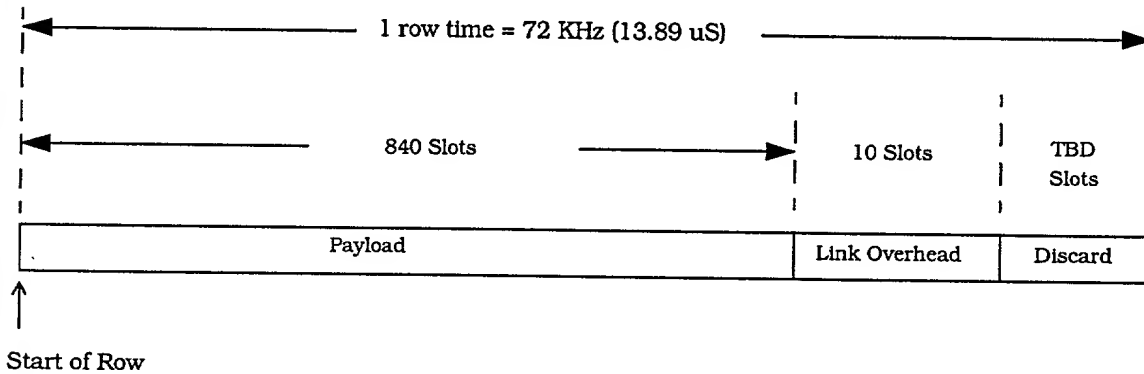 1 row time = 72 KHz (13.89 uS)
840 Slots
10 Slots
TBD
Slots
Payload
Link Overhead
Discard
Start of Row